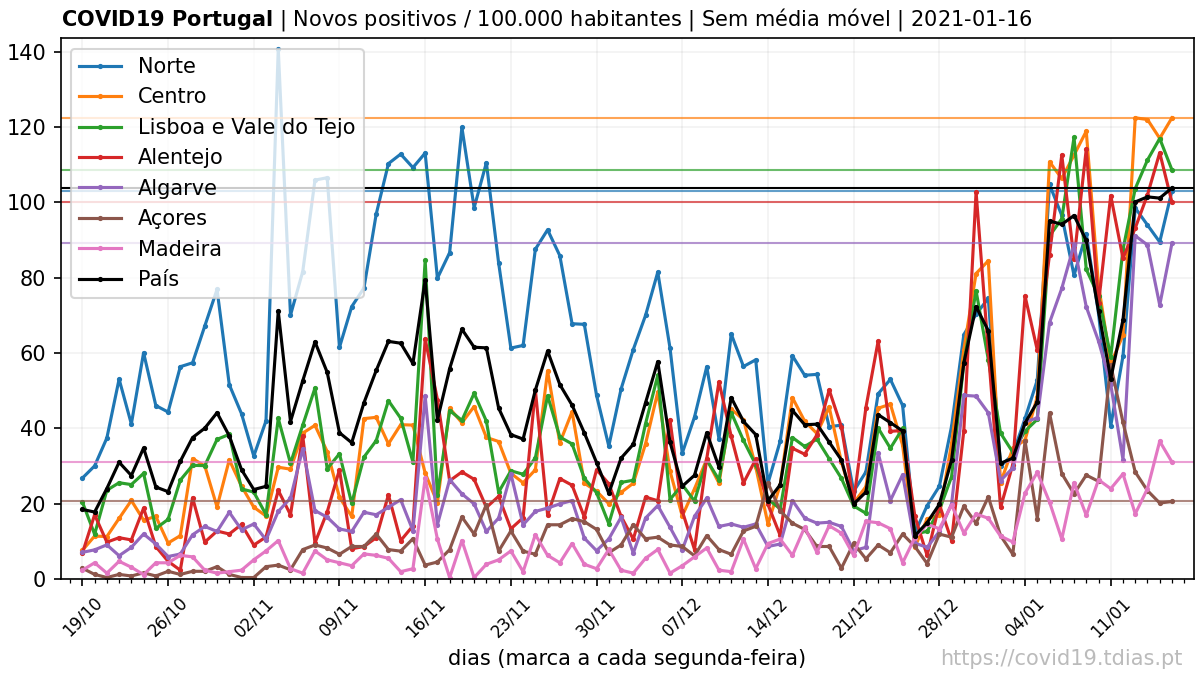 COVID19 Portugal | Novos positivos / 100.000 habitantes | Sem média móvel | 2021-01-16
140
120
100
80
60
40
20
0
Norte
Centro
Lisboa e Vale do Tejo
Alentejo
Algarve
Açores
Madeira
País
19/10
26/10
02/11
09/11
16/11
23/11
30/11
07/12
14/12
21/12
28/12
04/01
11/01
dias (marca a cada segunda-feira)
https://covid19.tdias.pt